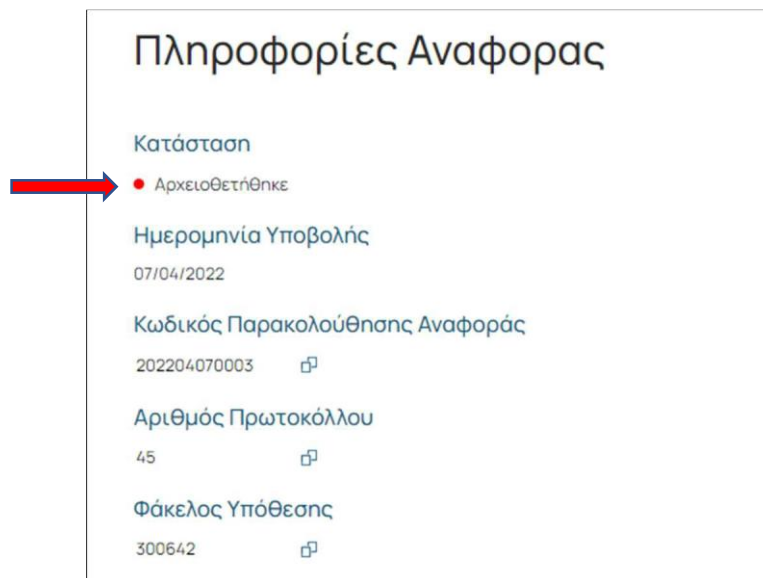 Πληροφορίες Αναφορας
Κατάσταση
Αρχειοθετήθηκε
Ημερομηνία Υποβολής
07/04/2022
Κωδικός Παρακολούθησης Αναφοράς
202204070003
Αριθμός Πρωτοκόλλου
45
Φάκελος Υπόθεσης
300642